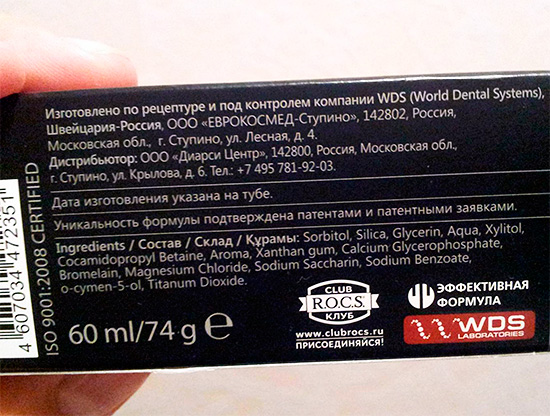 Изготовлено по рецептуре и под контролем компании WDS (World Dental Systems),
Швейцария-Россия, ООО «ЕВРОКОСМЕД-Ступино», 142802, Россия,
Московская обл., г. Ступино, ул. Лесная, д. 4.
Дистрибьютор: ООО «Диарси Центр», 142800, Россия, Московская обл.,
г. Ступино, ул. Крылова, д. 6. Тел.: +7 495 781-92-03.
Дата изготовления указана на тубе.
Уникальность формулы подтверждена патентами и патентными заявками.
Ingredients / Состав / Склад / Құрамы: Sorbitol, Silica, Glycerin, Aqua, Xylitol,
Cocamidopropyl Betaine, Aroma, Xanthan gum, Calcium Glycerophosphate,
Bromelain, Magnesium Chloride, Sodium Saccharin, Sodium Benzoate,
o-cymen-5-ol, Titanium Dioxide.
60 ml/74 g e
CLUB
R.O.C.S.
КЛУБ
www.clubrocs.ru
ПРИСОЕДИНЯЙСЯ!
ЭФФЕКТИВНАЯ
ФОРМУЛА
WDS
LABORATORIES
ISO 9001:2008 CERTIFIED
4 607034 472351